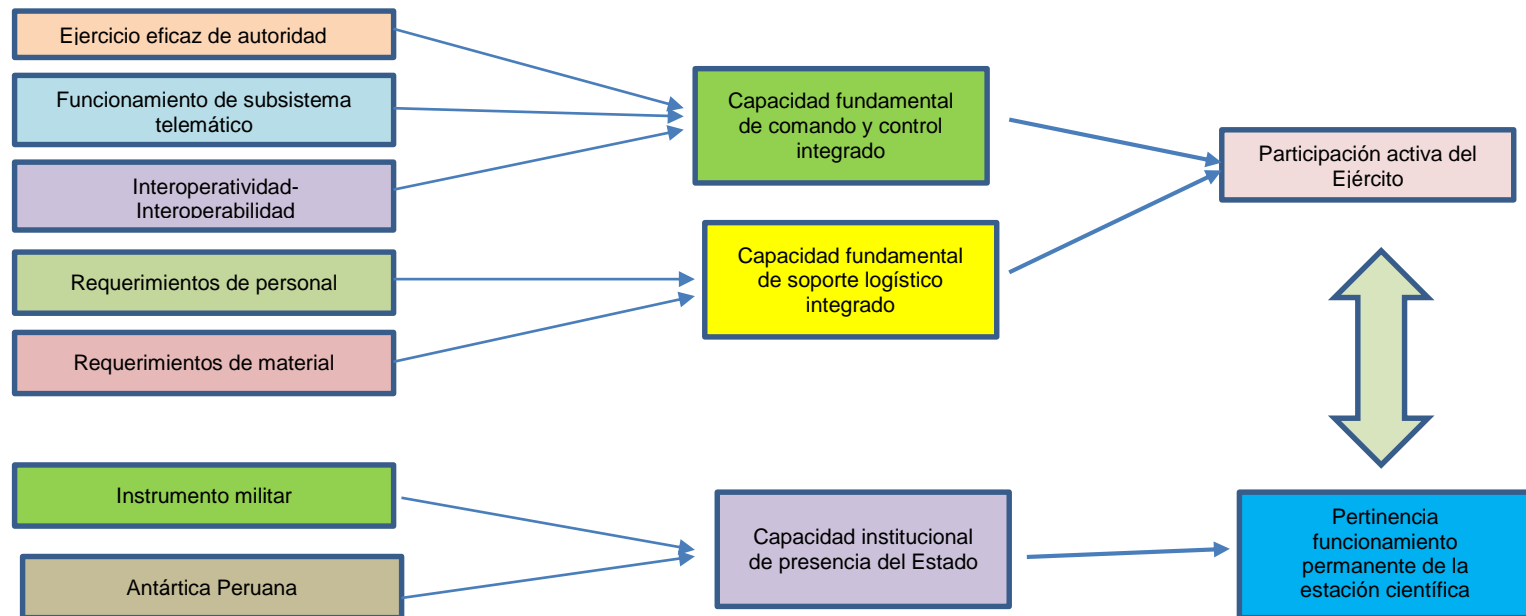 Ejercicio eficaz de autoridad
Funcionamiento de subsistema
telemático
Interoperatividad-
Interoperabilidad
Requerimientos de personal
Requerimientos de material
Capacidad fundamental
de comando y control
integrado
Capacidad fundamental
de soporte logístico
integrado
Participación activa del
Ejército
Instrumento militar
Antártica Peruana
Capacidad institucional
de presencia del Estado
Pertinencia
funcionamiento
permanente de la
estación científica